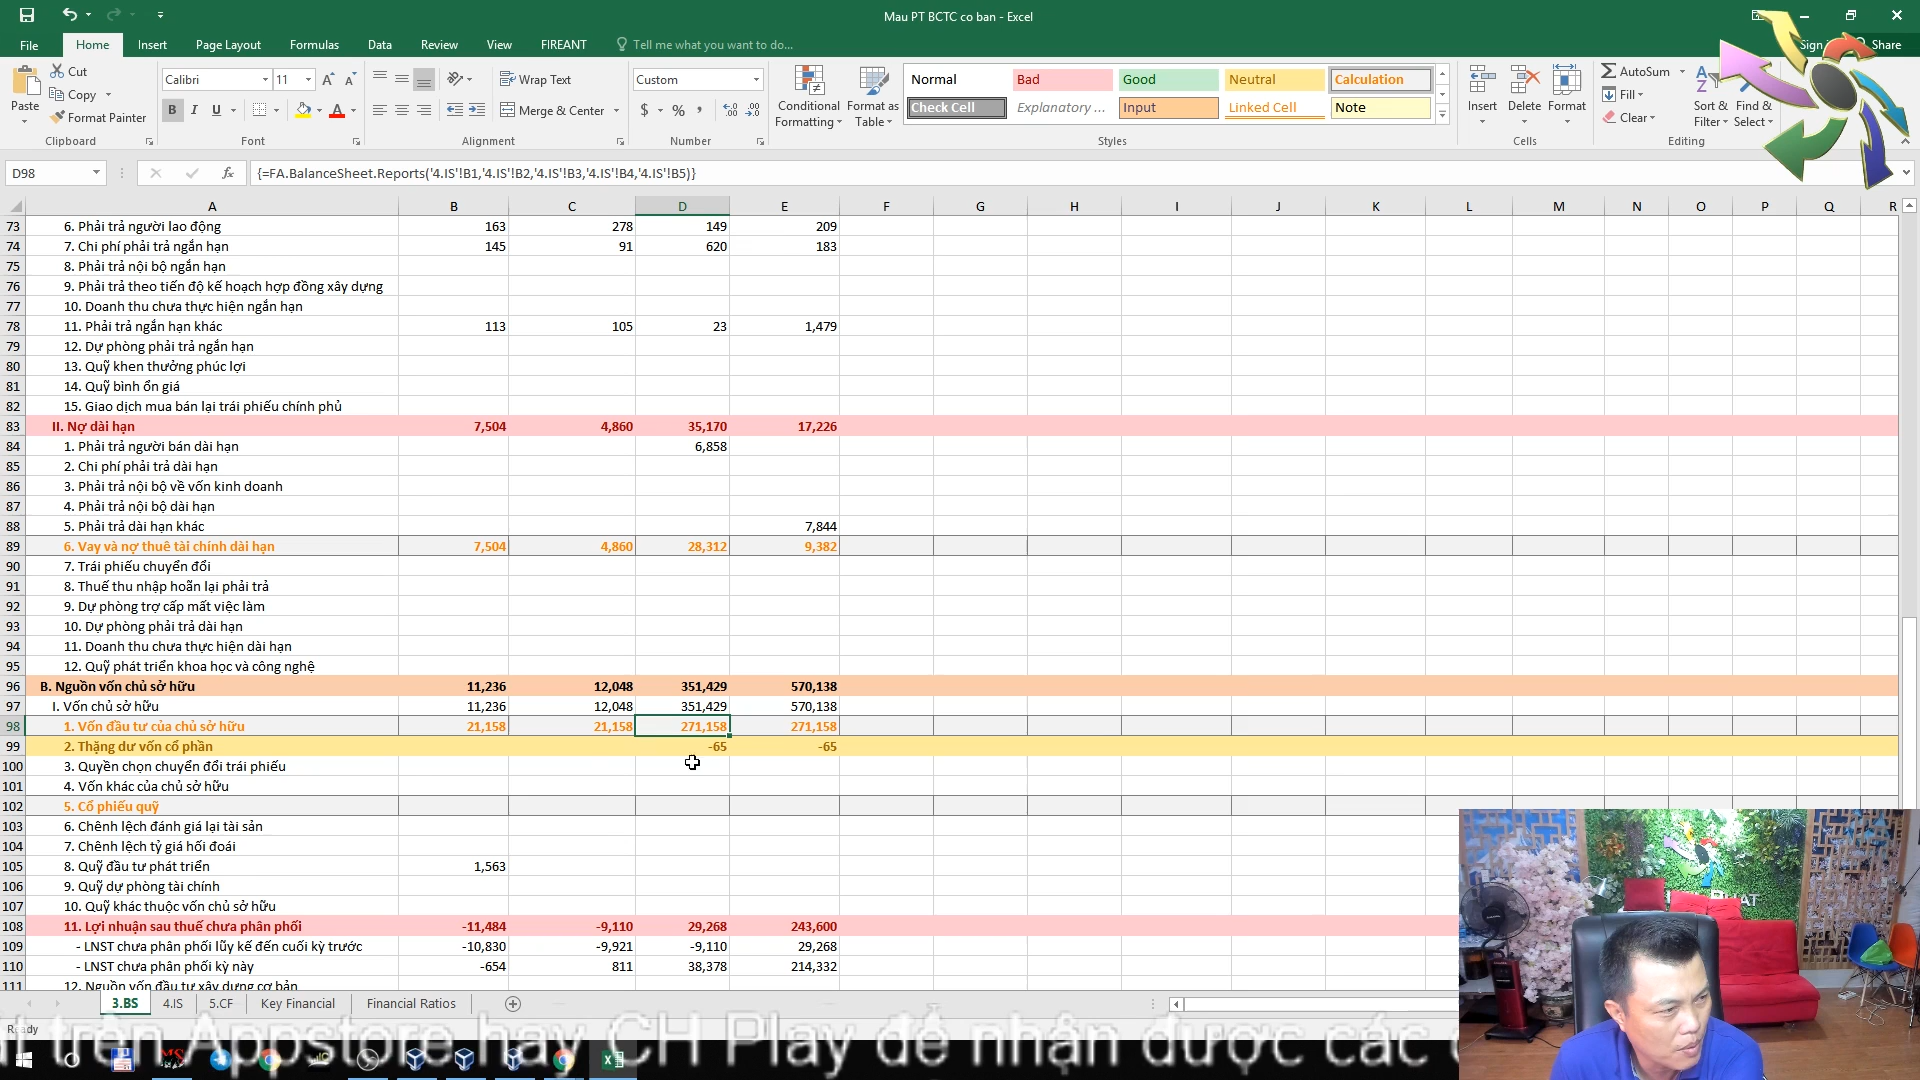 Mau PT BCTC co ban - Excel
File Home Insert Page Layout Formulas Data Review View FIREANT Tell me what you want to do... Share
Paste Cut Copy Format Painter Clipboard
Calibri 11 B I U Font
Wrap Text Merge & Center Alignment
Custom $ % , Number
Conditional Formatting Format as Table
Normal Bad Good Neutral Calculation
Check Cell Explanatory ... Input Linked Cell Note
Styles
Insert Delete Format Cells
AutoSum Fill Clear Sort & Filter Find & Select Editing
D98 fx {=FA.BalanceSheet.Reports('4.IS'!B1,'4.IS'!B2,'4.IS'!B3,'4.IS'!B4,'4.IS'!B5)}
A B C D E F G H I J K L M N O P Q R
73 6. Phải trả người lao động 163 278 149 209
74 7. Chi phí phải trả ngắn hạn 145 91 620 183
75 8. Phải trả nội bộ ngắn hạn
76 9. Phải trả theo tiến độ kế hoạch hợp đồng xây dựng
77 10. Doanh thu chưa thực hiện ngắn hạn
78 11. Phải trả ngắn hạn khác 113 105 23 1,479
79 12. Dự phòng phải trả ngắn hạn
80 13. Quỹ khen thưởng phúc lợi
81 14. Quỹ bình ổn giá
82 15. Giao dịch mua bán lại trái phiếu chính phủ
83 II. Nợ dài hạn 7,504 4,860 35,170 17,226
84 1. Phải trả người bán dài hạn 6,858
85 2. Chi phí phải trả dài hạn
86 3. Phải trả nội bộ về vốn kinh doanh
87 4. Phải trả nội bộ dài hạn
88 5. Phải trả dài hạn khác 7,844
89 6. Vay và nợ thuê tài chính dài hạn 7,504 4,860 28,312 9,382
90 7. Trái phiếu chuyển đổi
91 8. Thuế thu nhập hoãn lại phải trả
92 9. Dự phòng trợ cấp mất việc làm
93 10. Dự phòng phải trả dài hạn
94 11. Doanh thu chưa thực hiện dài hạn
95 12. Quỹ phát triển khoa học và công nghệ
96 B. Nguồn vốn chủ sở hữu 11,236 12,048 351,429 570,138
97 I. Vốn chủ sở hữu 11,236 12,048 351,429 570,138
98 1. Vốn đầu tư của chủ sở hữu 21,158 21,158 271,158 271,158
99 2. Thặng dư vốn cổ phần -65 -65
100 3. Quyền chọn chuyển đổi trái phiếu
101 4. Vốn khác của chủ sở hữu
102 5. Cổ phiếu quỹ
103 6. Chênh lệch đánh giá lại tài sản
104 7. Chênh lệch tỷ giá hối đoái
105 8. Quỹ đầu tư phát triển 1,563
106 9. Quỹ dự phòng tài chính
107 10. Quỹ khác thuộc vốn chủ sở hữu
108 11. Lợi nhuận sau thuế chưa phân phối -11,484 -9,110 29,268 243,600
109 - LNST chưa phân phối lũy kế đến cuối kỳ trước -10,830 -9,921 -9,110 29,268
110 - LNST chưa phân phối kỳ này -654 811 38,378 214,332
111 12. Nguồn vốn đầu tư xây dựng cơ bản
3.BS 4.IS 5.CF Key Financial Financial Ratios
Ready
trên Appstore hay CH Play để nhận được các